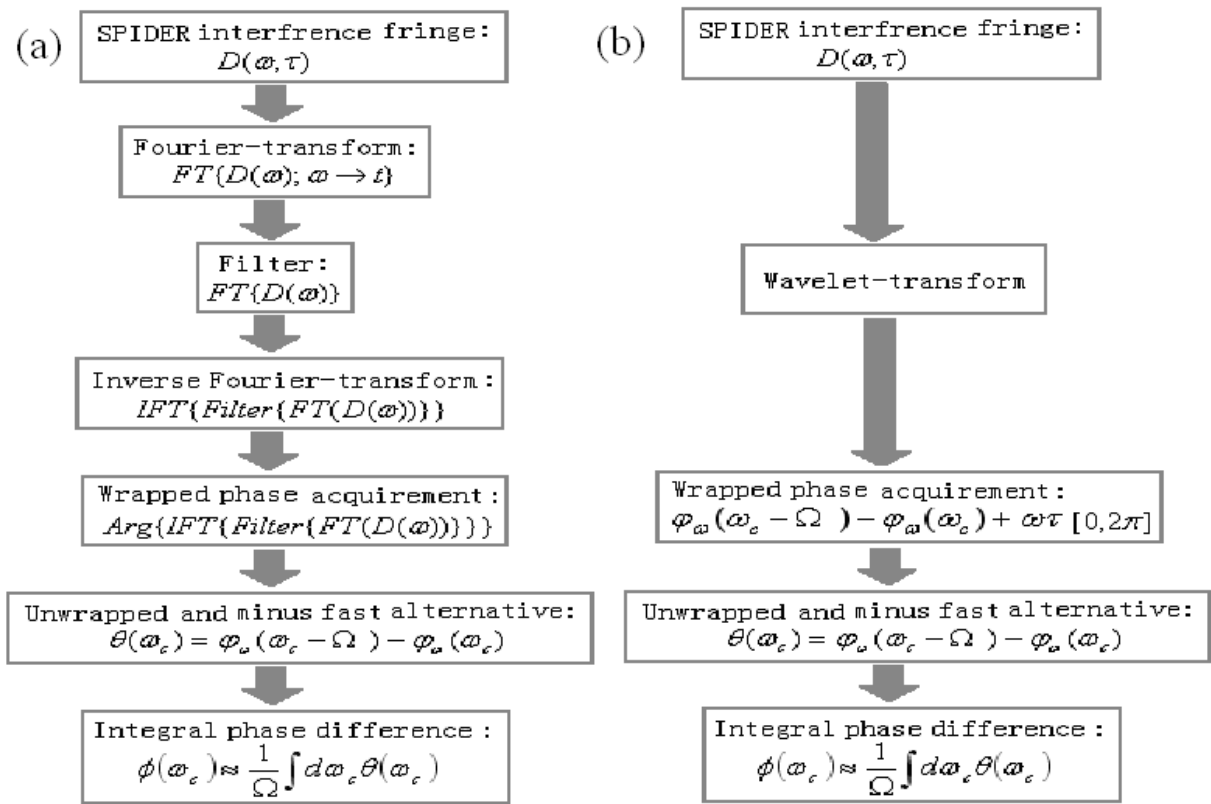 (a)
SPIDER interfrence fringe:
D(ω,τ)
Fourier-transform:
FT{D(ω); ω → t}
Filter:
FT{D(ω)}
Inverse Fourier-transform:
IFT{Filter{FT(D(ω))}}
Wrapped phase acquirement:
Arg{IFT{Filter{FT(D(ω))}}}
Unwrapped and minus fast alternative:
θ(ω_c) = φ_ω(ω_c − Ω ) − φ_ω(ω_c)
Integral phase difference :
ϕ(ω_c) ≈ 1/Ω ∫ dω_c θ(ω_c)
(b)
SPIDER interfrence fringe:
D(ω,τ)
Wavelet-transform
Wrapped phase acquirement:
φ_ω(ω_c − Ω ) − φ_ω(ω_c) + ωτ [0,2π]
Unwrapped and minus fast alternative:
θ(ω_c) = φ_ω(ω_c − Ω ) − φ_ω(ω_c)
Integral phase difference :
ϕ(ω_c) ≈ 1/Ω ∫ dω_c θ(ω_c)